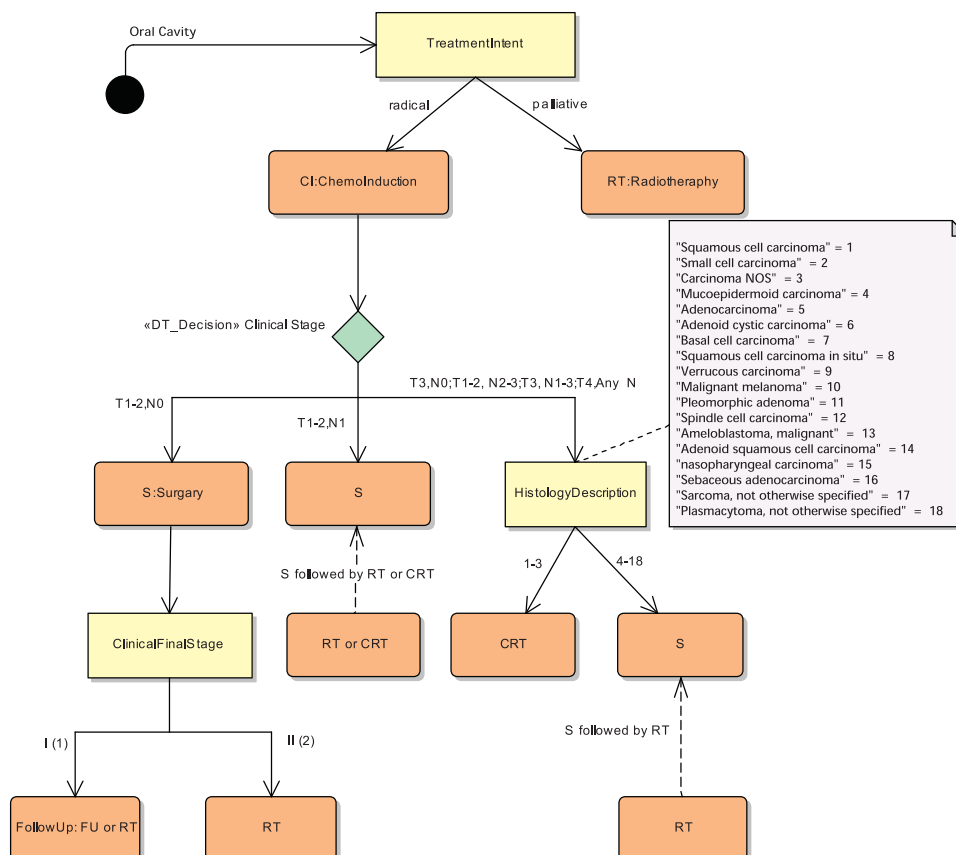 Oral Cavity
TreatmentIntent
radical
palliative
CI:ChemoInduction
RT:Radiotheraphy
"Squamous cell carcinoma" = 1
"Small cell carcinoma" = 2
"Carcinoma NOS" = 3
"Mucoepidermoid carcinoma" = 4
"Adenocarcinoma" = 5
"Adenoid cystic carcinoma" = 6
"Basal cell carcinoma" = 7
"Squamous cell carcinoma in situ" = 8
"Verrucous carcinoma" = 9
"Malignant melanoma" = 10
"Pleomorphic adenoma" = 11
"Spindle cell carcinoma" = 12
"Ameloblastoma, malignant" = 13
"Adenoid squamous cell carcinoma" = 14
"nasopharyngeal carcinoma" = 15
"Sebaceous adenocarcinoma" = 16
"Sarcoma, not otherwise specified" = 17
"Plasmacytoma, not otherwise specified" = 18
«DT_Decision» Clinical Stage
T3,N0;T1-2, N2-3;T3, N1-3;T4,Any N
T1-2,N0
T1-2,N1
S:Surgary
S
HistologyDescription
S followed by RT or CRT
1-3
4-18
ClinicalFinalStage
RT or CRT
CRT
S
S followed by RT
I (1)
II (2)
FollowUp: FU or RT
RT
RT